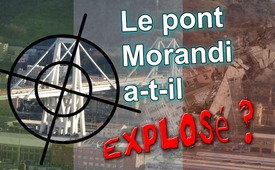 Le pont
Morandi
a-t-il
EXPLOSé ?